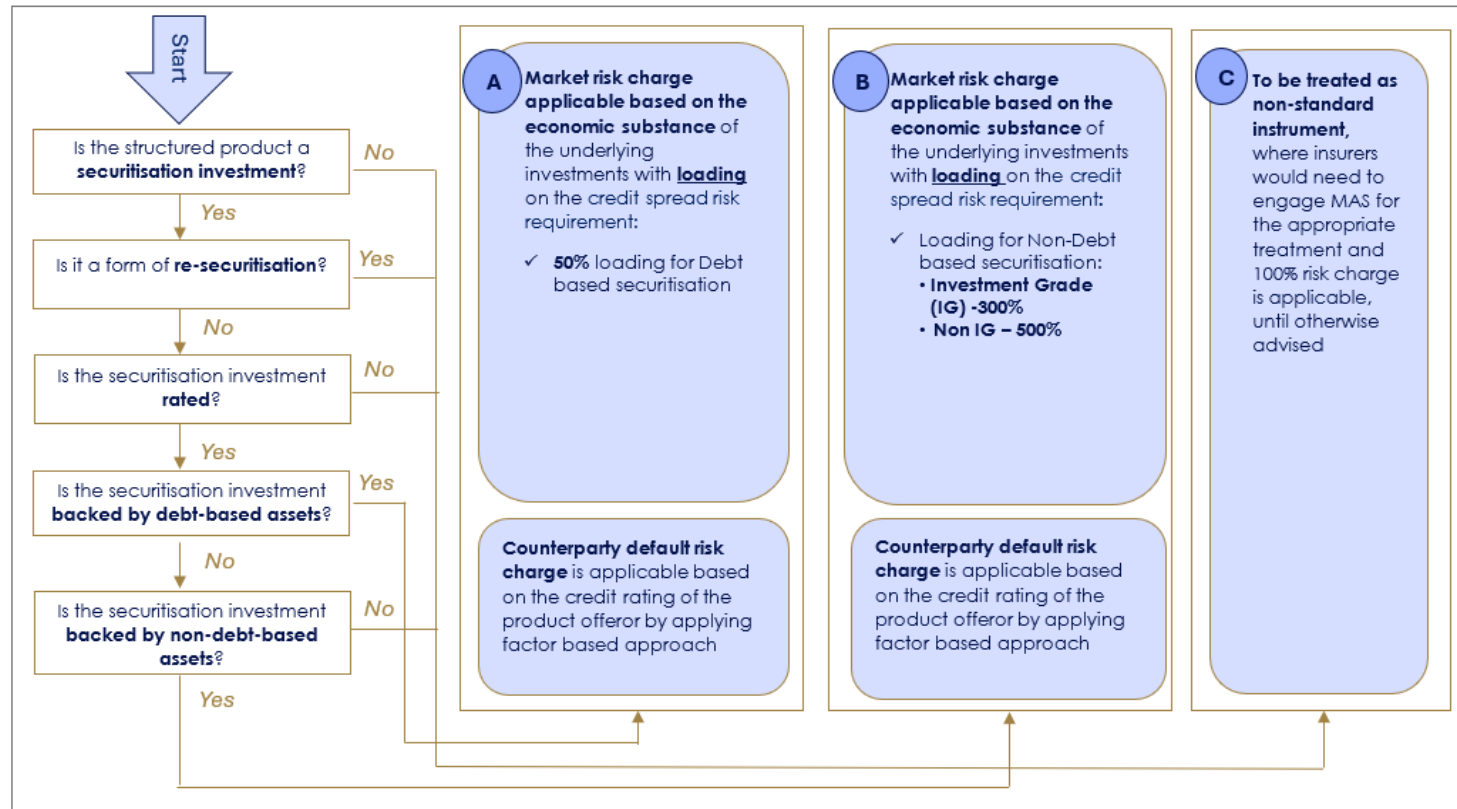 Start
Is the structured product a
securitisation investment?
No
Yes
Is it a form of re-securitisation?
Yes
No
Is the securitisation investment
rated?
No
Yes
Is the securitisation investment
backed by debt-based assets?
Yes
No
Is the securitisation investment
backed by non-debt-based
assets?
No
Yes
A
Market risk charge
applicable based on the
economic substance of
the underlying
investments with loading
on the credit spread risk
requirement:
✓ 50% loading for Debt
based securitisation
Counterparty default risk
charge is applicable based
on the credit rating of the
product offeror by applying
factor based approach
B
Market risk charge
applicable based on the
economic substance of
the underlying investments
with loading on the credit
spread risk requirement:
✓ Loading for Non-Debt
based securitisation:
• Investment Grade
(IG) -300%
• Non IG – 500%
Counterparty default risk
charge is applicable based
on the credit rating of the
product offeror by applying
factor based approach
C
To be treated as
non-standard
instrument,
where insurers
would need to
engage MAS for
the appropriate
treatment and
100% risk charge
is applicable,
until otherwise
advised